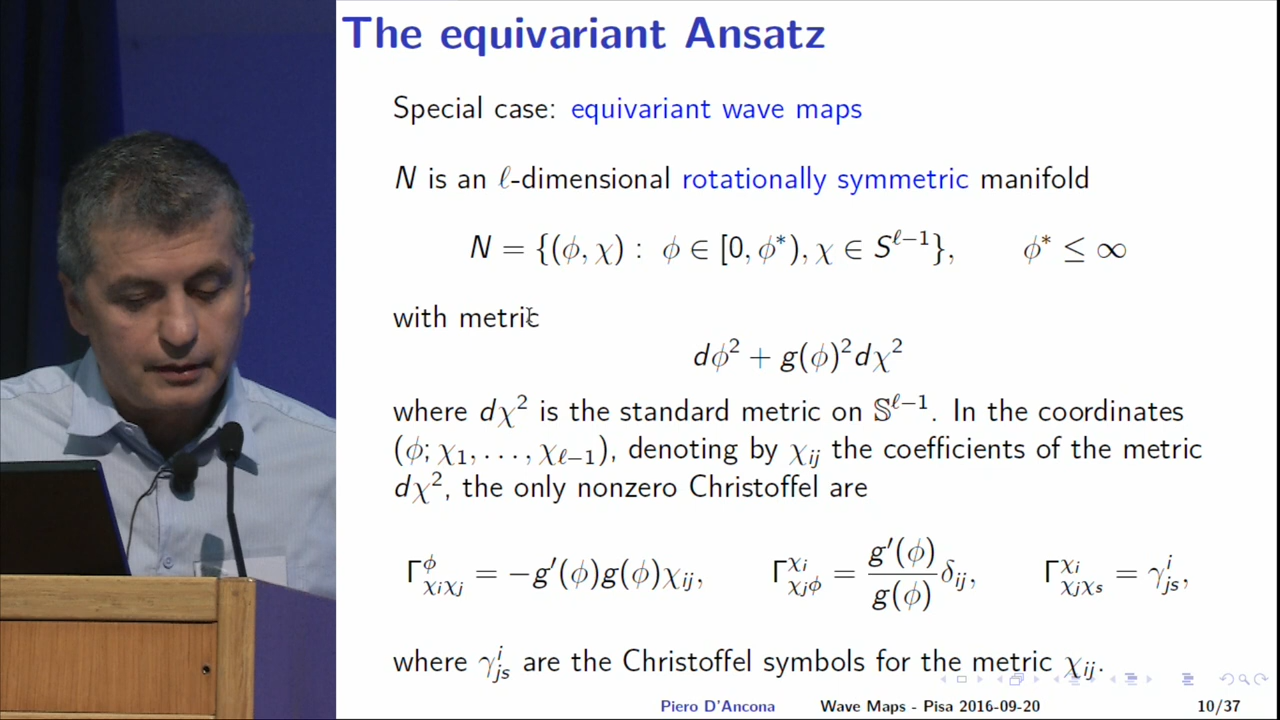 The equivariant Ansatz
Special case: equivariant wave maps
N is an ℓ-dimensional rotationally symmetric manifold
N = {(ϕ, χ) : ϕ ∈ [0, ϕ*), χ ∈ S^{ℓ−1}}, ϕ* ≤ ∞
with metric
dϕ² + g(ϕ)²dχ²
where dχ² is the standard metric on 𝕊^{ℓ−1}. In the coordinates
(ϕ; χ₁, . . . , χ_{ℓ−1}), denoting by χ_{ij} the coefficients of the metric
dχ², the only nonzero Christoffel are
Γ^ϕ_{χ_iχ_j} = −g′(ϕ)g(ϕ)χ_{ij}, Γ^{χ_i}_{χ_jϕ} = g′(ϕ)/g(ϕ) δ_{ij}, Γ^{χ_i}_{χ_jχ_s} = γ^i_{js},
where γ^i_{js} are the Christoffel symbols for the metric χ_{ij}.
Piero D'Ancona Wave Maps - Pisa 2016-09-20 10/37